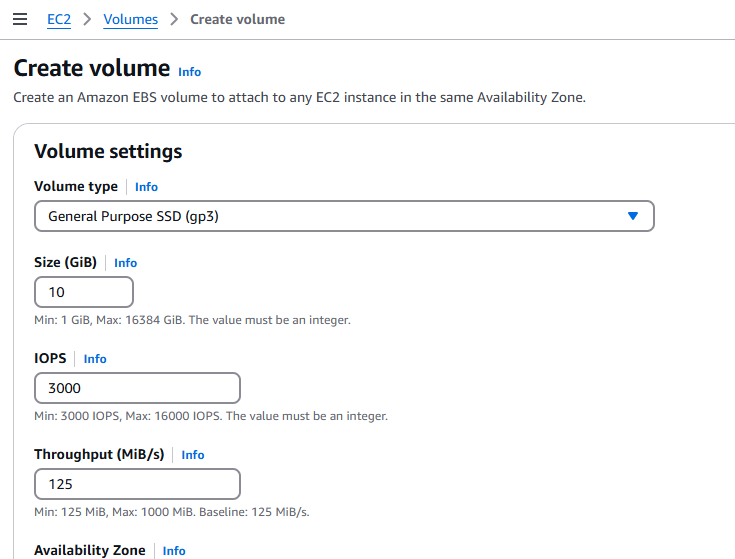 EC2 > Volumes > Create volume
Create volume Info
Create an Amazon EBS volume to attach to any EC2 instance in the same Availability Zone.
Volume settings
Volume type Info
General Purpose SSD (gp3)
Size (GiB) Info
10
Min: 1 GiB, Max: 16384 GiB. The value must be an integer.
IOPS Info
3000
Min: 3000 IOPS, Max: 16000 IOPS. The value must be an integer.
Throughput (MiB/s) Info
125
Min: 125 MiB, Max: 1000 MiB. Baseline: 125 MiB/s.
Availability Zone Info